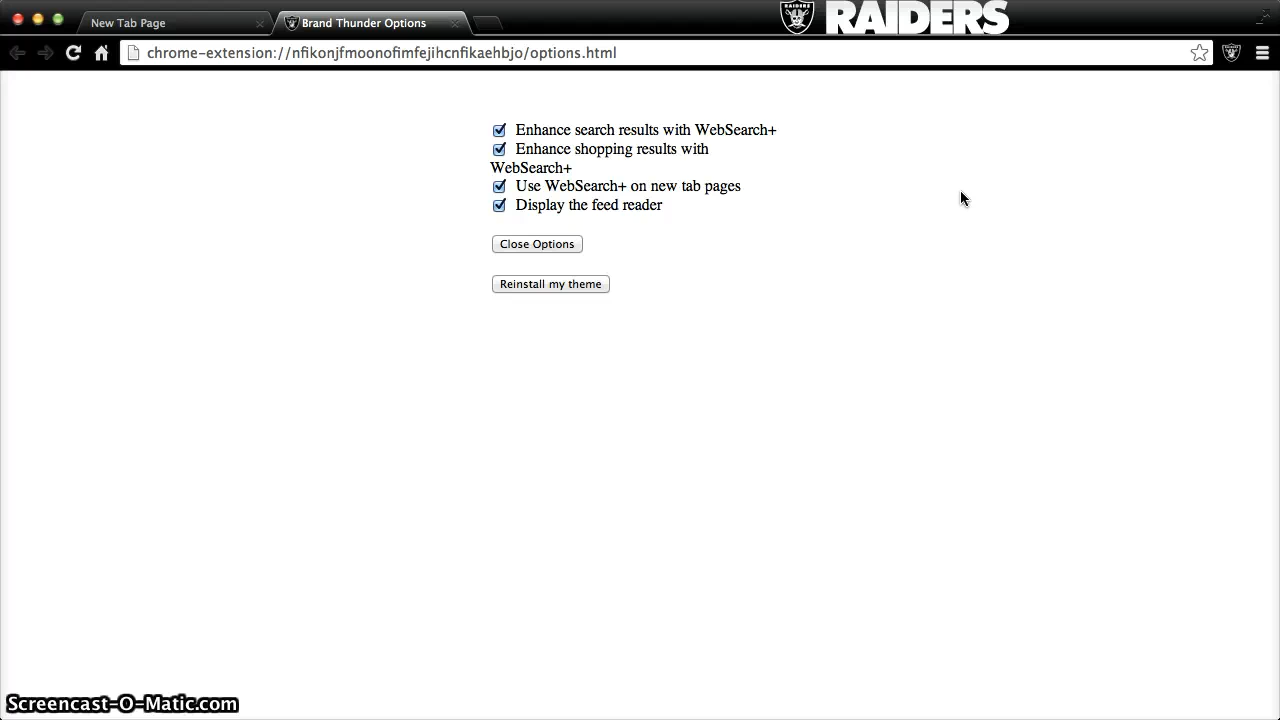 New Tab Page
Brand Thunder Options
RAIDERS
RAIDERS
chrome-extension://nfikonjfmoonofimfejihcnfikaehbjo/options.html
Enhance search results with WebSearch+
Enhance shopping results with
WebSearch+
Use WebSearch+ on new tab pages
Display the feed reader
Close Options
Reinstall my theme
Screencast-O-Matic.com